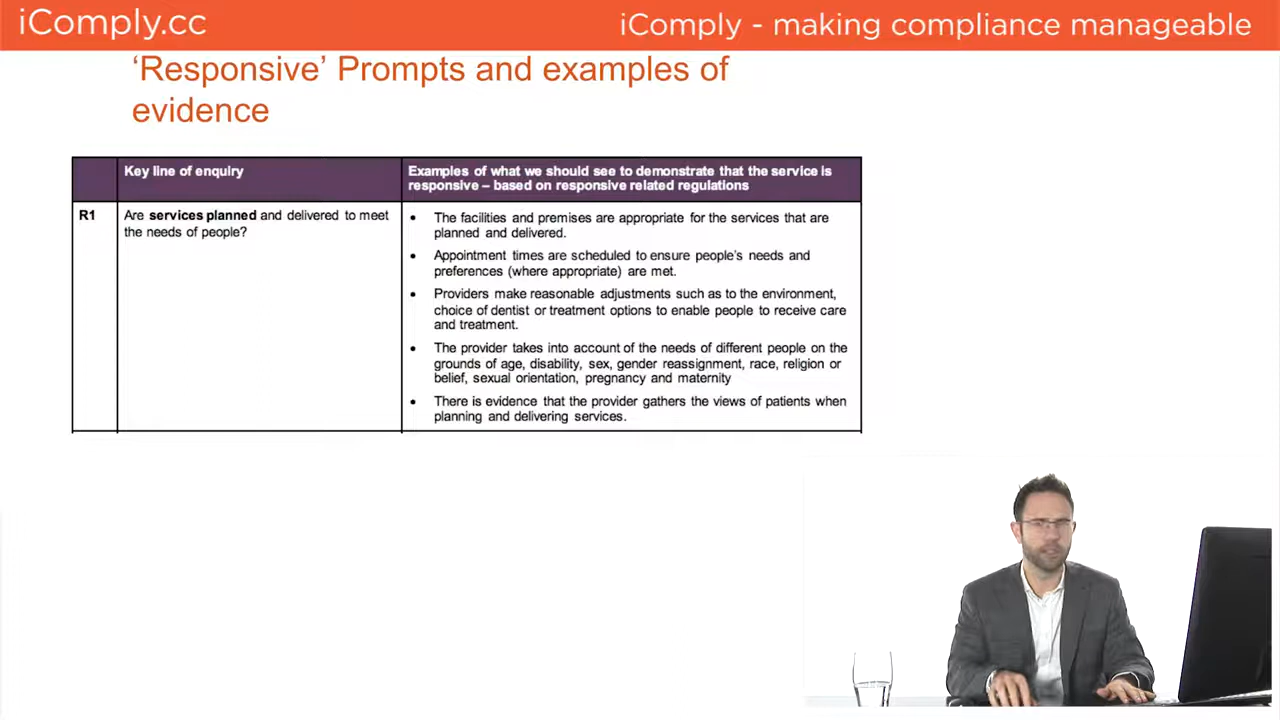 iComply.cc
iComply - making compliance manageable
‘Responsive’ Prompts and examples of
evidence
Key line of enquiry
Examples of what we should see to demonstrate that the service is
responsive – based on responsive related regulations
R1
Are services planned and delivered to meet
the needs of people?
• The facilities and premises are appropriate for the services that are
planned and delivered.
• Appointment times are scheduled to ensure people's needs and
preferences (where appropriate) are met.
• Providers make reasonable adjustments such as to the environment,
choice of dentist or treatment options to enable people to receive care
and treatment.
• The provider takes into account of the needs of different people on the
grounds of age, disability, sex, gender reassignment, race, religion or
belief, sexual orientation, pregnancy and maternity
• There is evidence that the provider gathers the views of patients when
planning and delivering services.